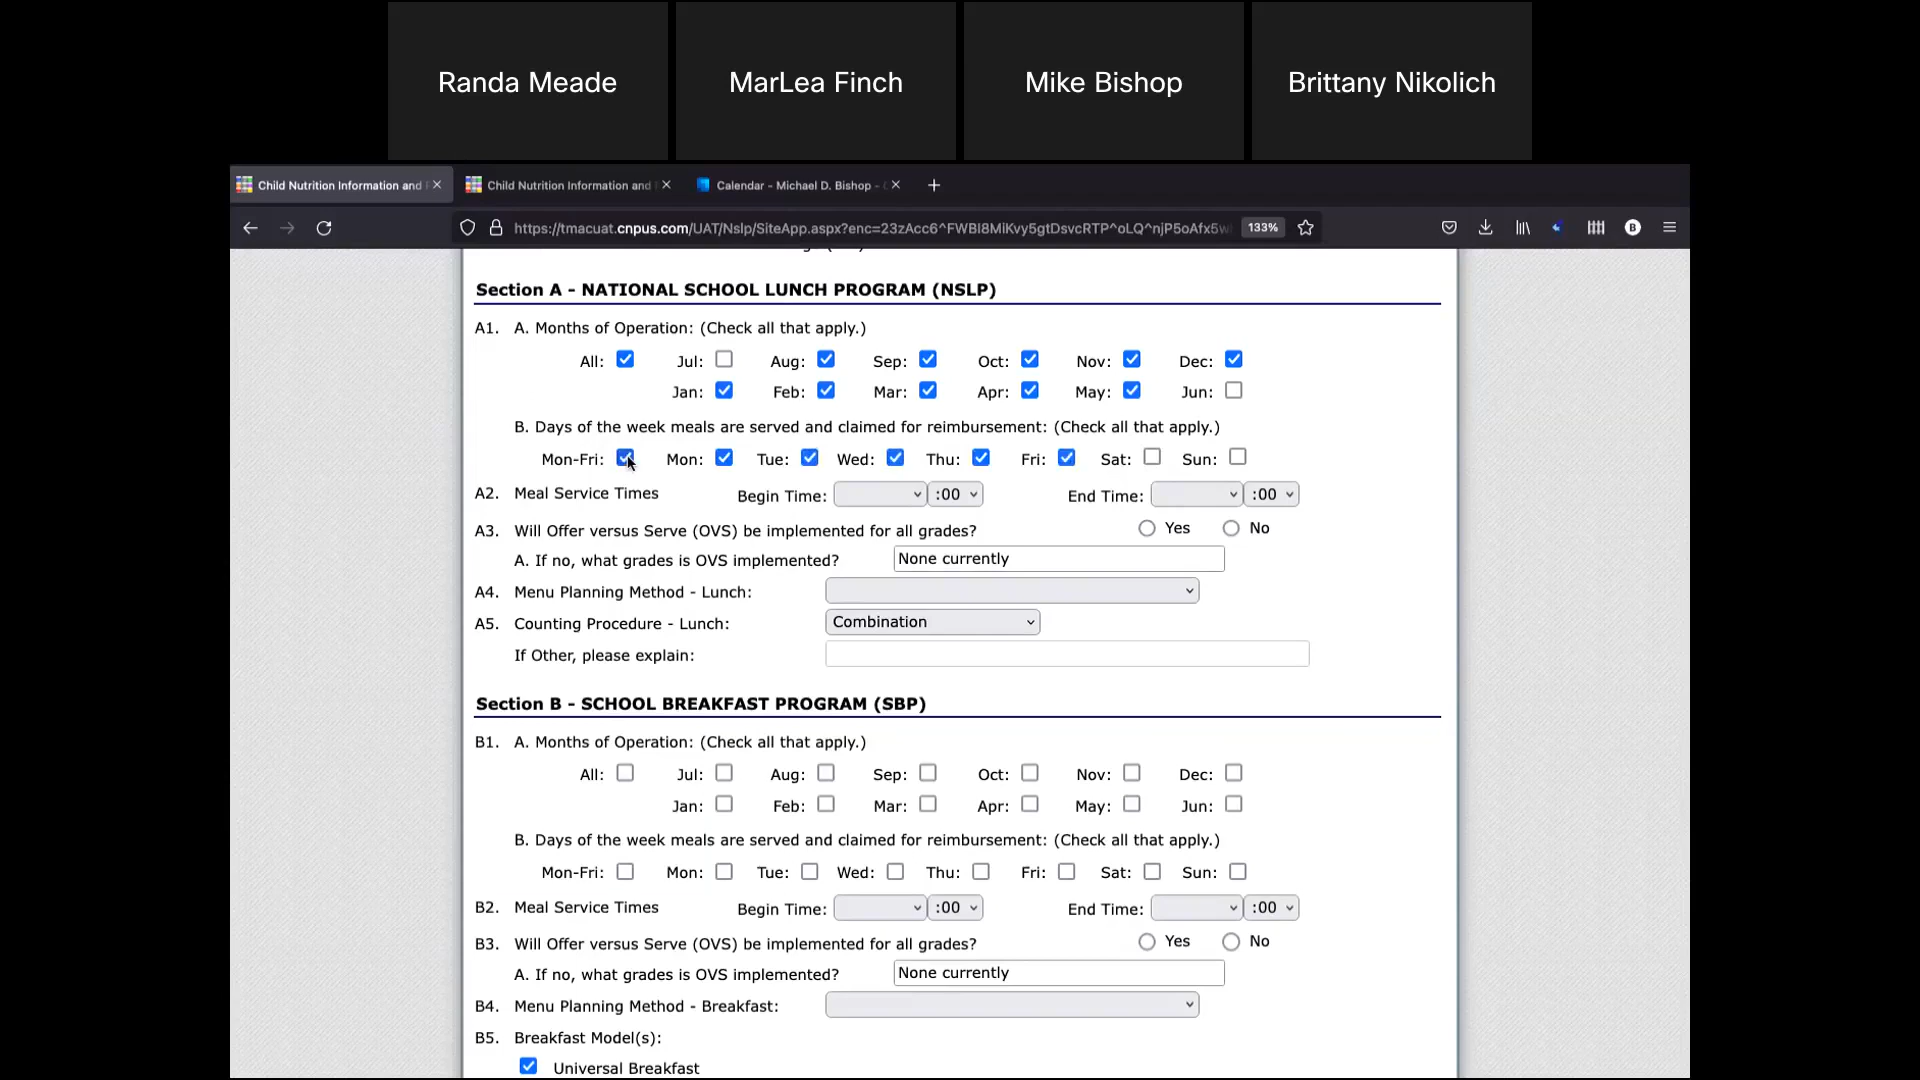 Randa Meade
MarLea Finch
Mike Bishop
Brittany Nikolich
Child Nutrition Information and
Child Nutrition Information and
Calendar - Michael D. Bishop -
https://tmacuat.cnpus.com/UAT/Nslp/SiteApp.aspx?enc=23zAcc6^FWBI8MiKvy5gtDsvcRTP^oLQ^njP5oAfx5w
133%
B
Section A - NATIONAL SCHOOL LUNCH PROGRAM (NSLP)
A1. A. Months of Operation: (Check all that apply.)
All: Jul: Aug: Sep: Oct: Nov: Dec:
Jan: Feb: Mar: Apr: May: Jun:
B. Days of the week meals are served and claimed for reimbursement: (Check all that apply.)
Mon-Fri: Mon: Tue: Wed: Thu: Fri: Sat: Sun:
A2. Meal Service Times Begin Time: :00 End Time: :00
A3. Will Offer versus Serve (OVS) be implemented for all grades? Yes No
A. If no, what grades is OVS implemented? None currently
A4. Menu Planning Method - Lunch:
A5. Counting Procedure - Lunch: Combination
If Other, please explain:
Section B - SCHOOL BREAKFAST PROGRAM (SBP)
B1. A. Months of Operation: (Check all that apply.)
All: Jul: Aug: Sep: Oct: Nov: Dec:
Jan: Feb: Mar: Apr: May: Jun:
B. Days of the week meals are served and claimed for reimbursement: (Check all that apply.)
Mon-Fri: Mon: Tue: Wed: Thu: Fri: Sat: Sun:
B2. Meal Service Times Begin Time: :00 End Time: :00
B3. Will Offer versus Serve (OVS) be implemented for all grades? Yes No
A. If no, what grades is OVS implemented? None currently
B4. Menu Planning Method - Breakfast:
B5. Breakfast Model(s):
Universal Breakfast